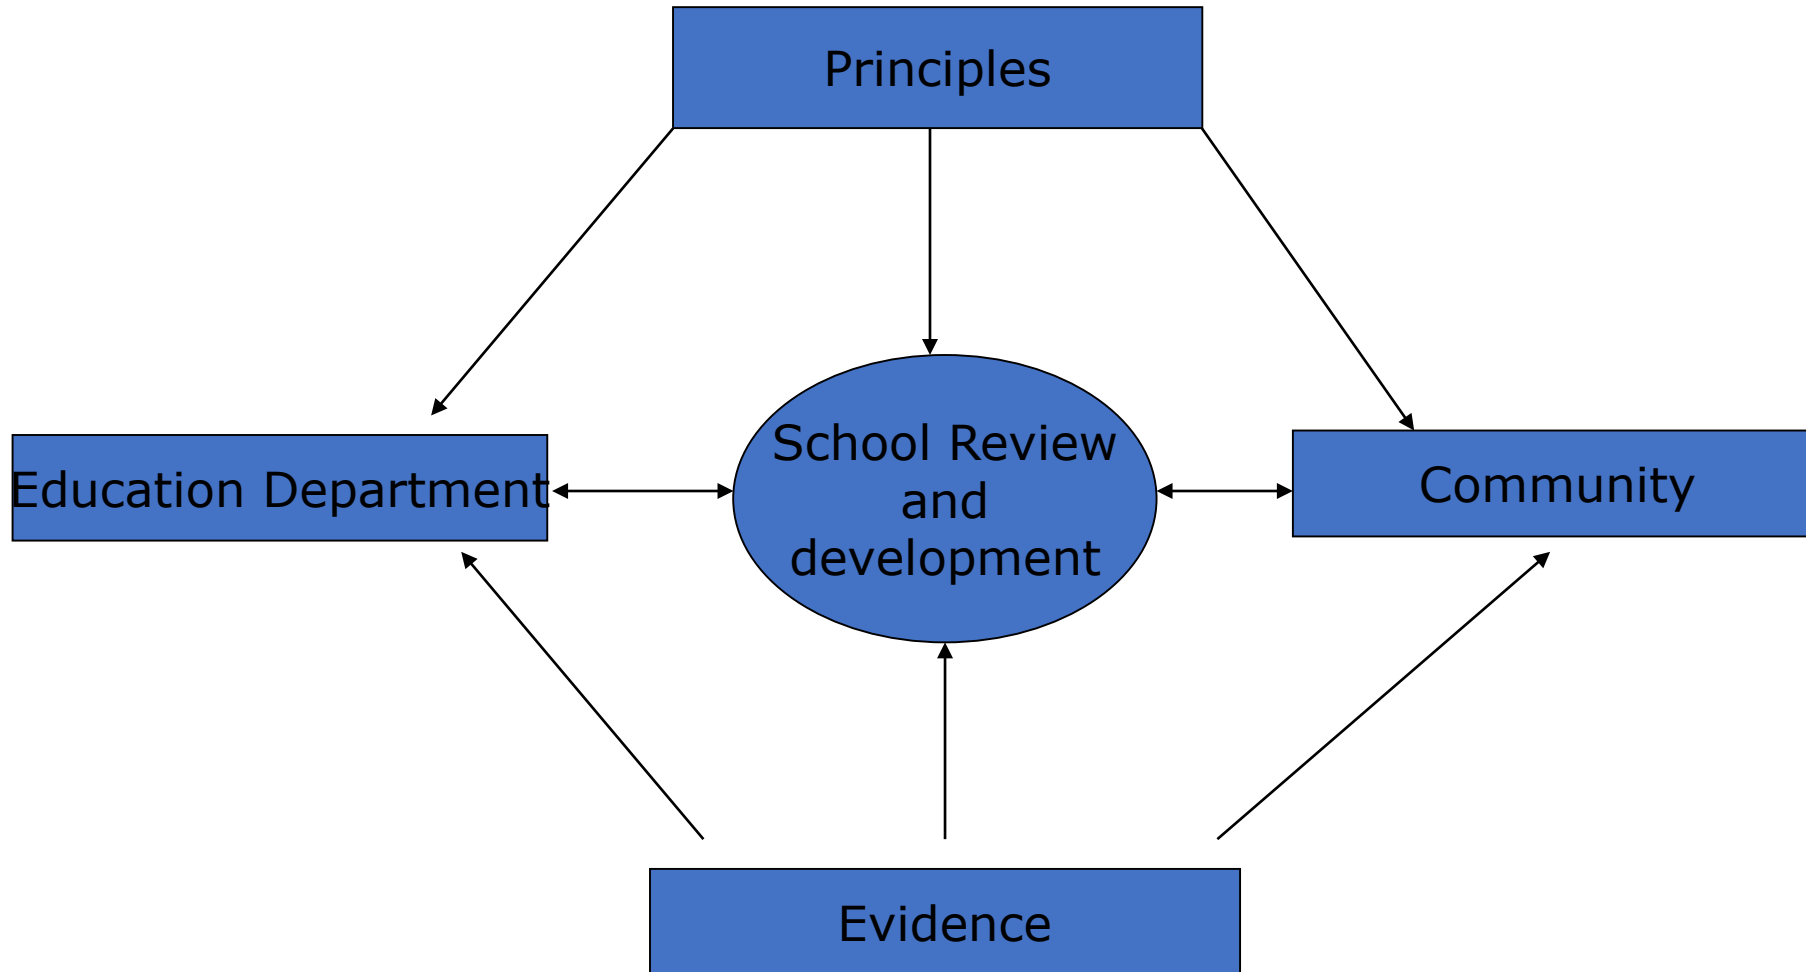 Principles
School Review
and
development
Education Department
Community
Evidence